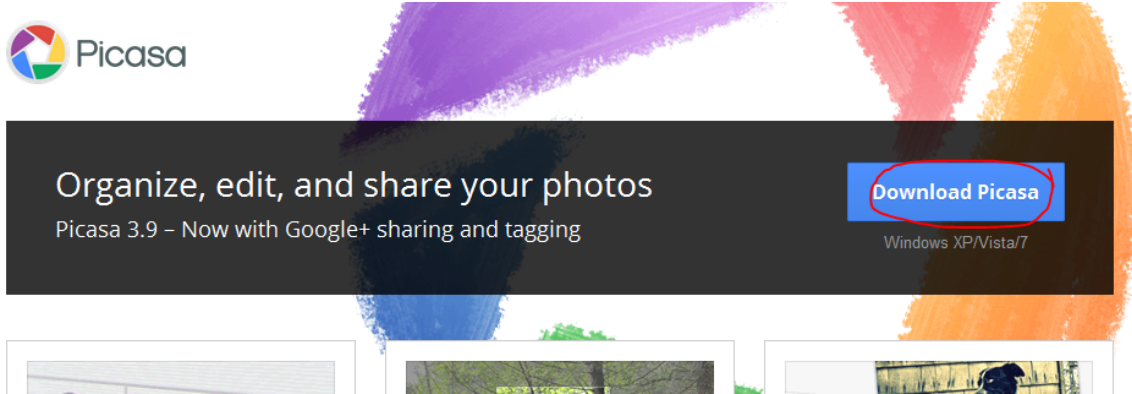 Picasa
Organize, edit, and share your photos
Picasa 3.9 – Now with Google+ sharing and tagging
Download Picasa
Windows XP/Vista/7